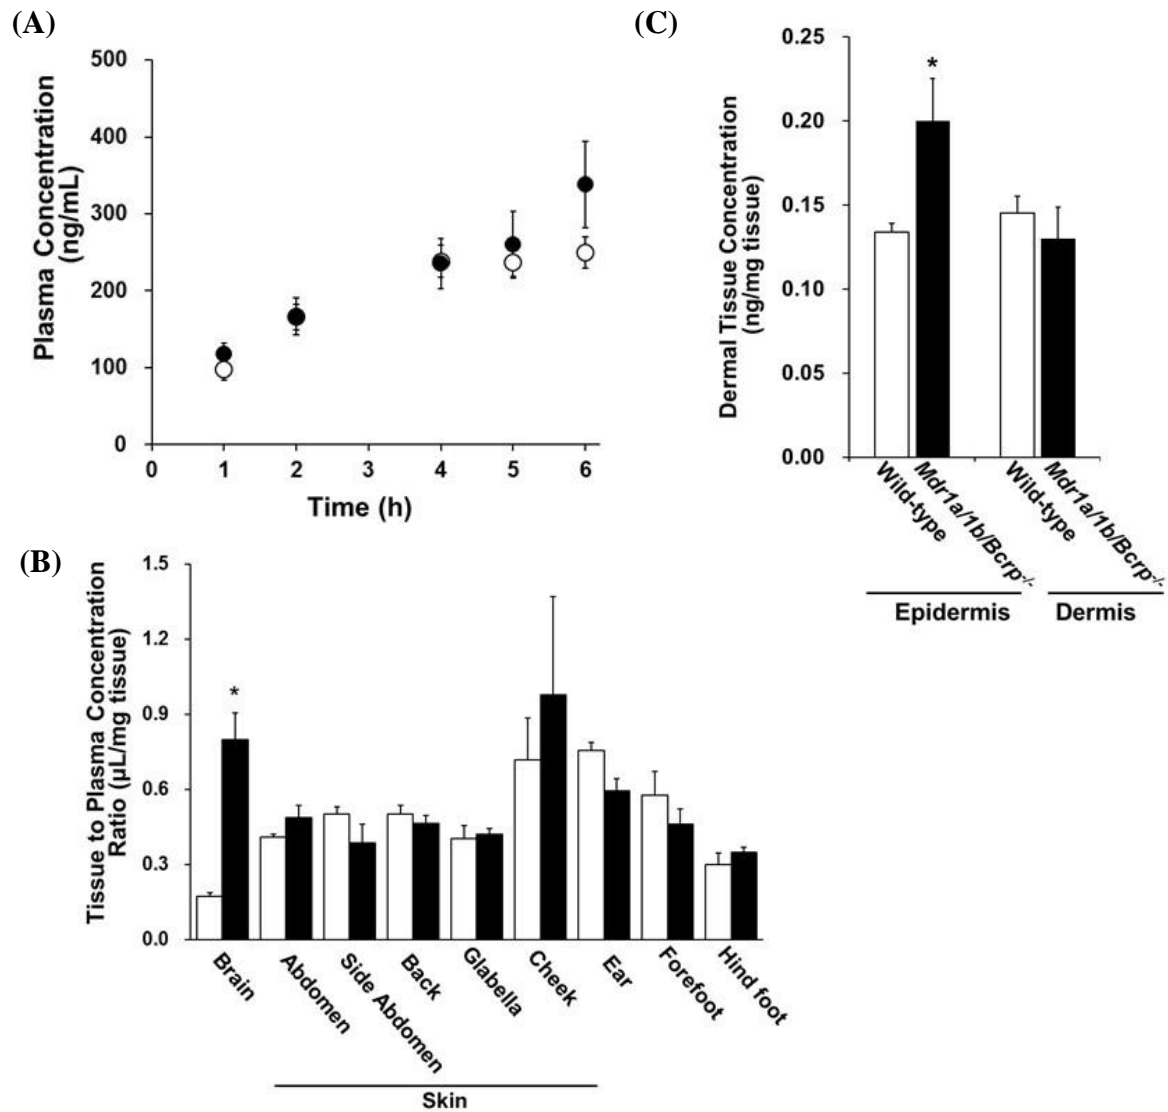 (A)
500
400
300
200
100
0
Plasma Concentration
(ng/mL)
0 1 2 3 4 5 6
Time (h)
(B)
1.5
1.2
0.9
0.6
0.3
0.0
Tissue to Plasma Concentration
Ratio (µL/mg tissue)
*
Brain
Abdomen
Side Abdomen
Back
Glabella
Cheek
Ear
Forefoot
Hind foot
Skin
(C)
0.25
0.20
0.15
0.10
0.05
0.00
Dermal Tissue Concentration
(ng/mg tissue)
*
Wild-type
Mdr1a/1b/Bcrp-/-
Wild-type
Mdr1a/1b/Bcrp-/-
Epidermis
Dermis